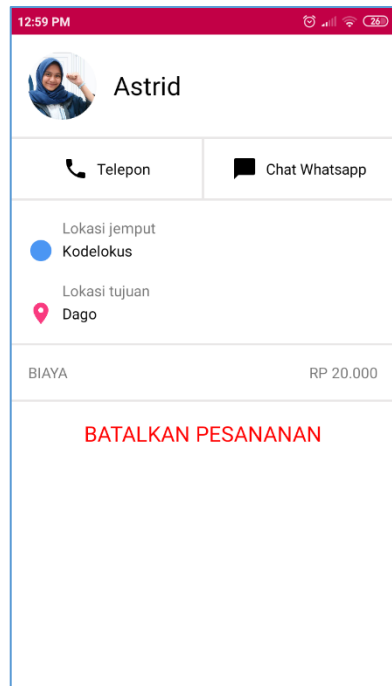 12:59 PM
26
Astrid
Telepon
Chat Whatsapp
Lokasi jemput
Kodelokus
Lokasi tujuan
Dago
BIAYA
RP 20.000
BATALKAN PESANANAN